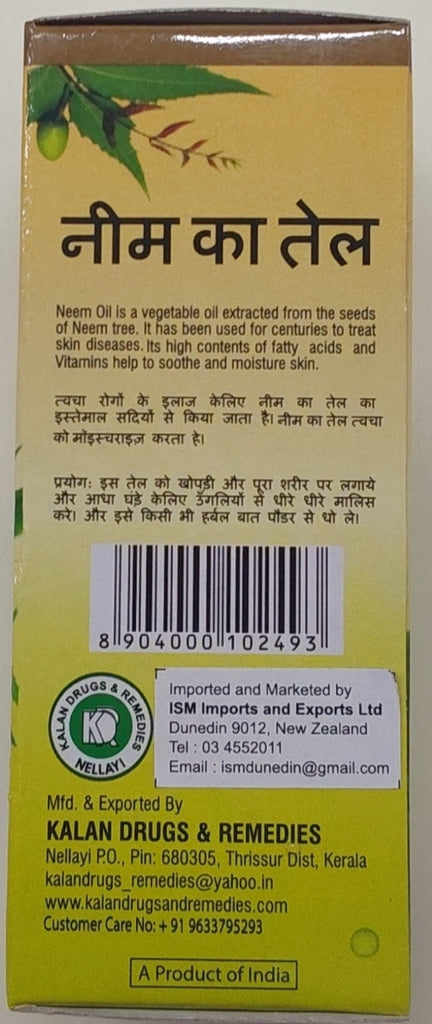 नीम का तेल
Neem Oil is a vegetable oil extracted from the seeds
of Neem tree. It has been used for centuries to treat
skin diseases. Its high contents of fatty acids and
Vitamins help to soothe and moisture skin.
त्वचा रोगों के इलाज केलिए नीम का तेल का
इस्तेमाल सदियों से किया जाता है। नीम का तेल त्वचा
को मॉइस्चराइज़ करता हे।
प्रयोग: इस तेल को खोपड़ी और पूरा शरीर पर लगाये
और आधा घंडे केलिए उँगलियों से धीरे धीरे मालिस
करे। और इसे किसी भी हर्बल बात पौडर से धो ले।
8 904000 102493
KALAN DRUGS & REMEDIES
KDR
NELLAYI
Imported and Marketed by
ISM Imports and Exports Ltd
Dunedin 9012, New Zealand
Tel : 03 4552011
Email : ismdunedin@gmail.com
Mfd. & Exported By
KALAN DRUGS & REMEDIES
Nellayi P.O., Pin: 680305, Thrissur Dist, Kerala
kalandrugs_remedies@yahoo.in
www.kalandrugsandremedies.com
Customer Care No: + 91 9633795293
A Product of India